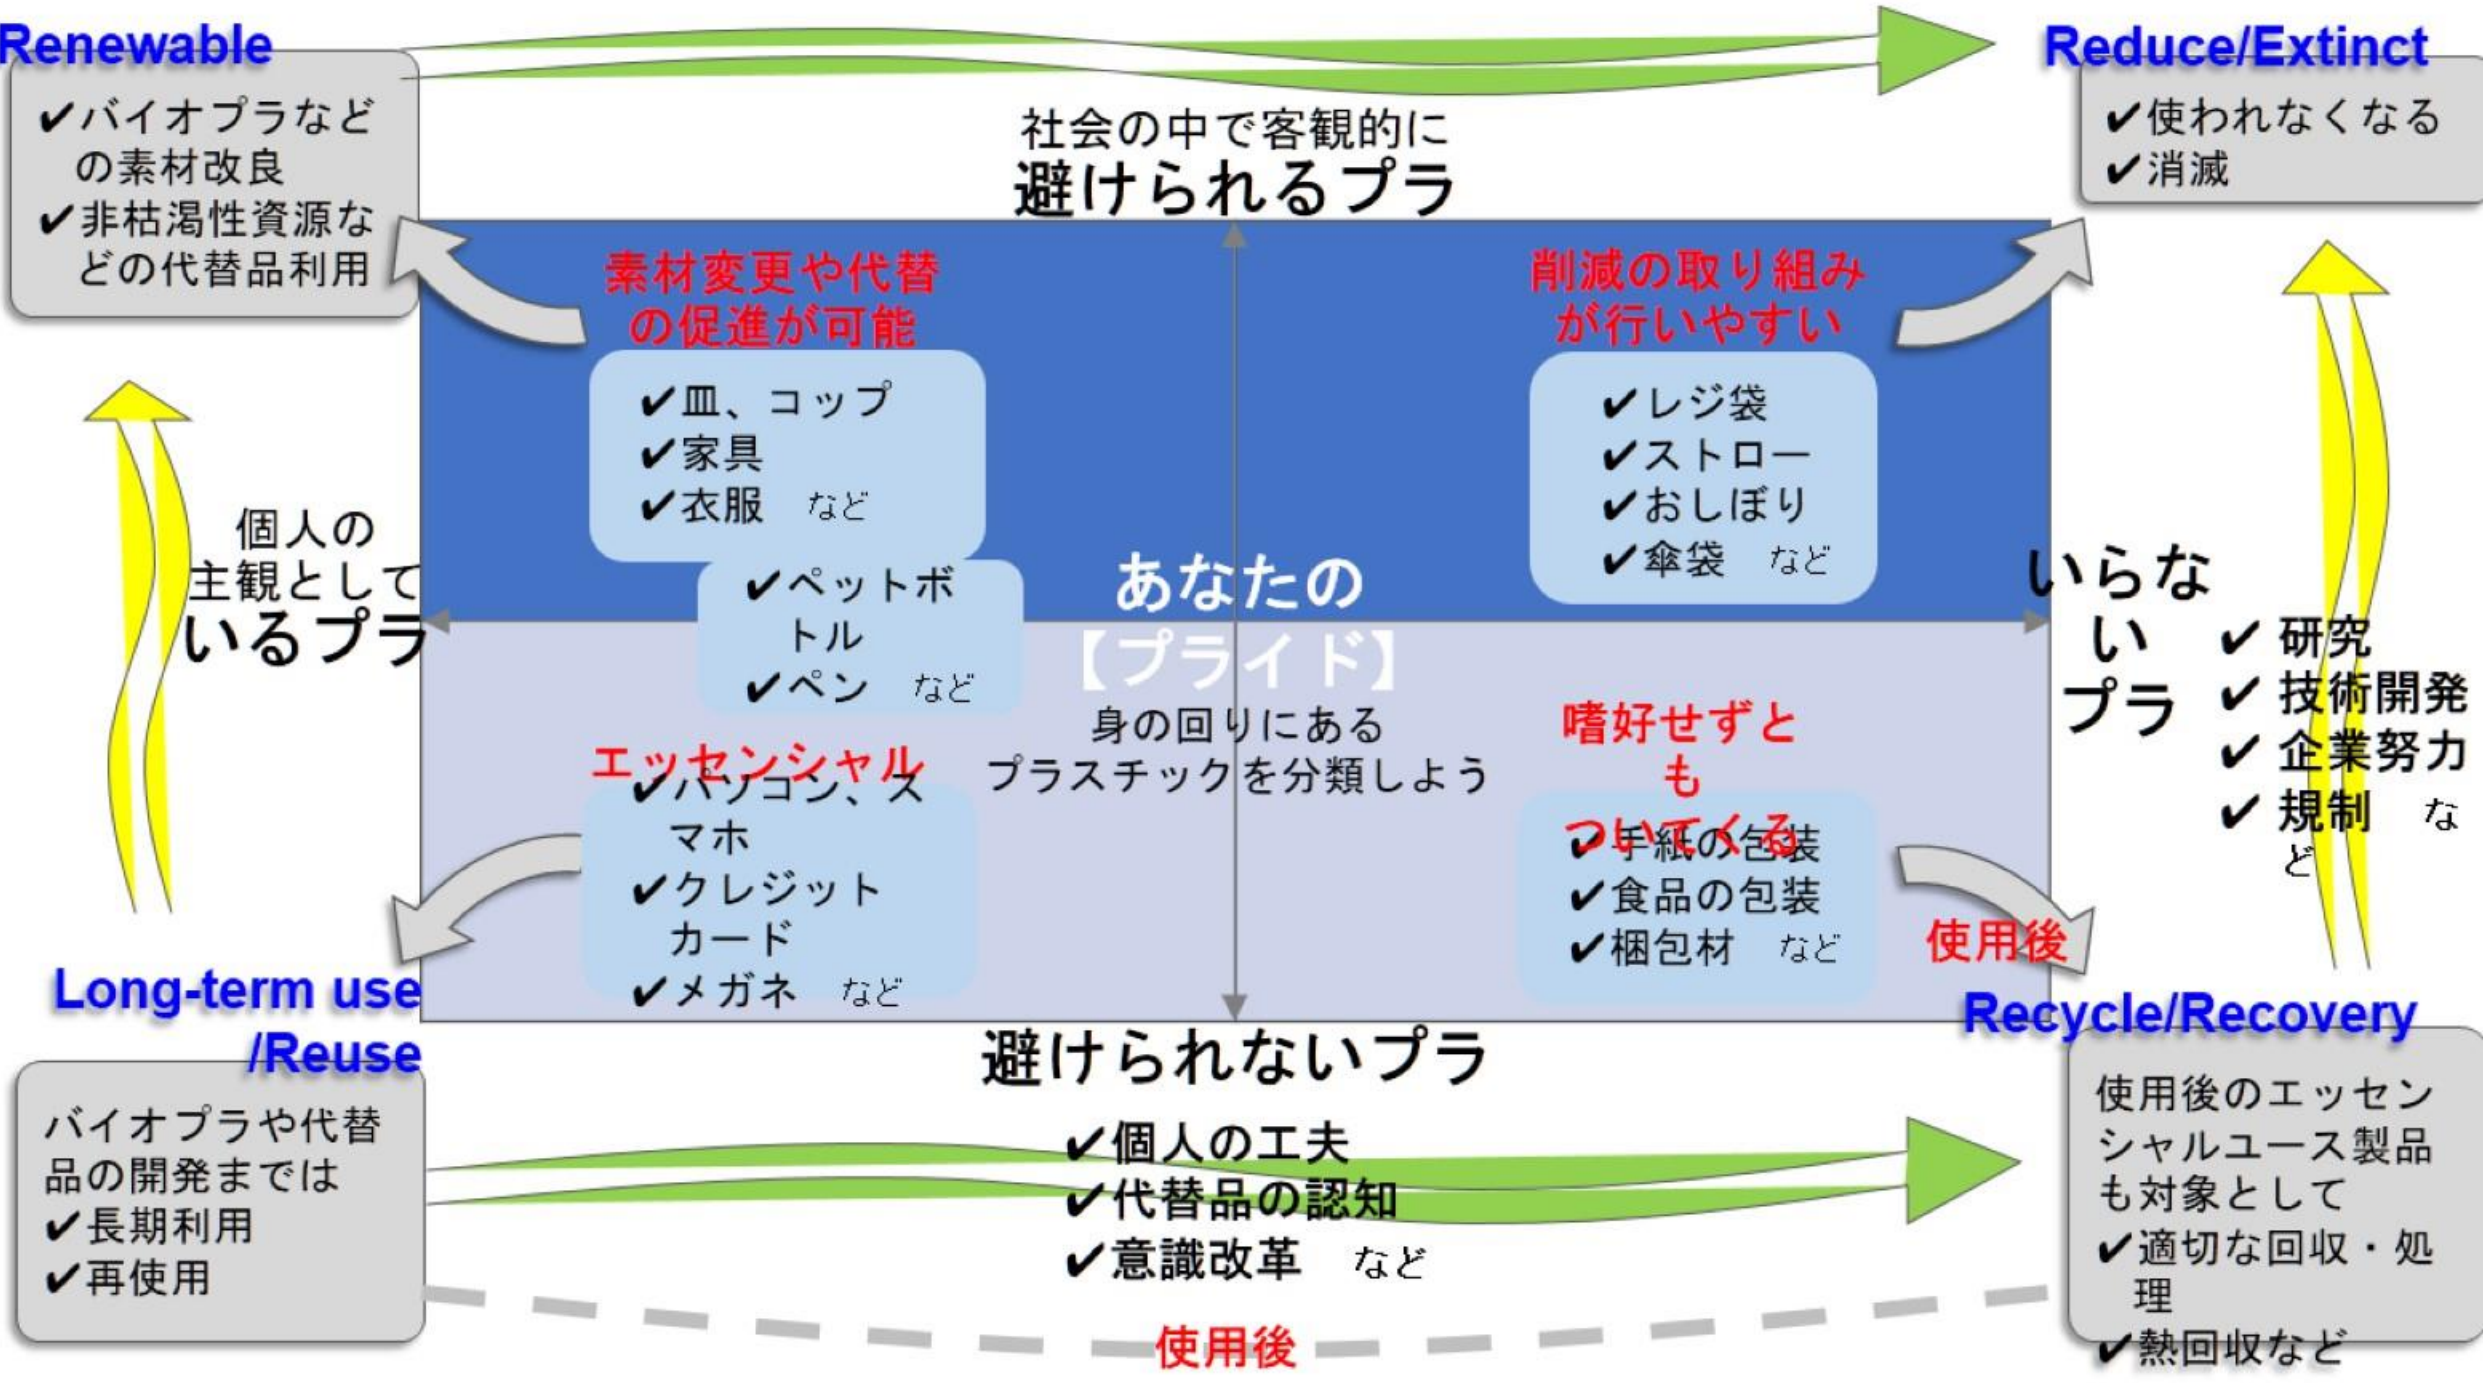 Renewable
✔バイオプラなど
の素材改良
✔非枯渇性資源な
どの代替品利用
Reduce/Extinct
✔使われなくなる
✔消滅
社会の中で客観的に
避けられるプラ
素材変更や代替
の促進が可能
✔皿、コップ
✔家具
✔衣服 など
✔ペットボ
トル
✔ペン など
削減の取り組み
が行いやすい
✔レジ袋
✔ストロー
✔おしぼり
✔傘袋 など
個人の
主観として
いるプラ
あなたの
【プライド】
身の回りにある
プラスチックを分類しよう
いらな
い
プラ
✔ 研究
✔ 技術開発
✔ 企業努力
✔ 規制 な
ど
エッセンシャル
✔パソコン、ス
マホ
✔クレジット
カード
✔メガネ など
嗜好せずと
も
ついてくる
✔手紙の包装
✔食品の包装
✔梱包材 など
使用後
Long-term use
/Reuse
バイオプラや代替
品の開発までは
✔長期利用
✔再使用
避けられないプラ
✔個人の工夫
✔代替品の認知
✔意識改革 など
使用後
Recycle/Recovery
使用後のエッセン
シャルユース製品
も対象として
✔適切な回収・処
理
✔熱回収など